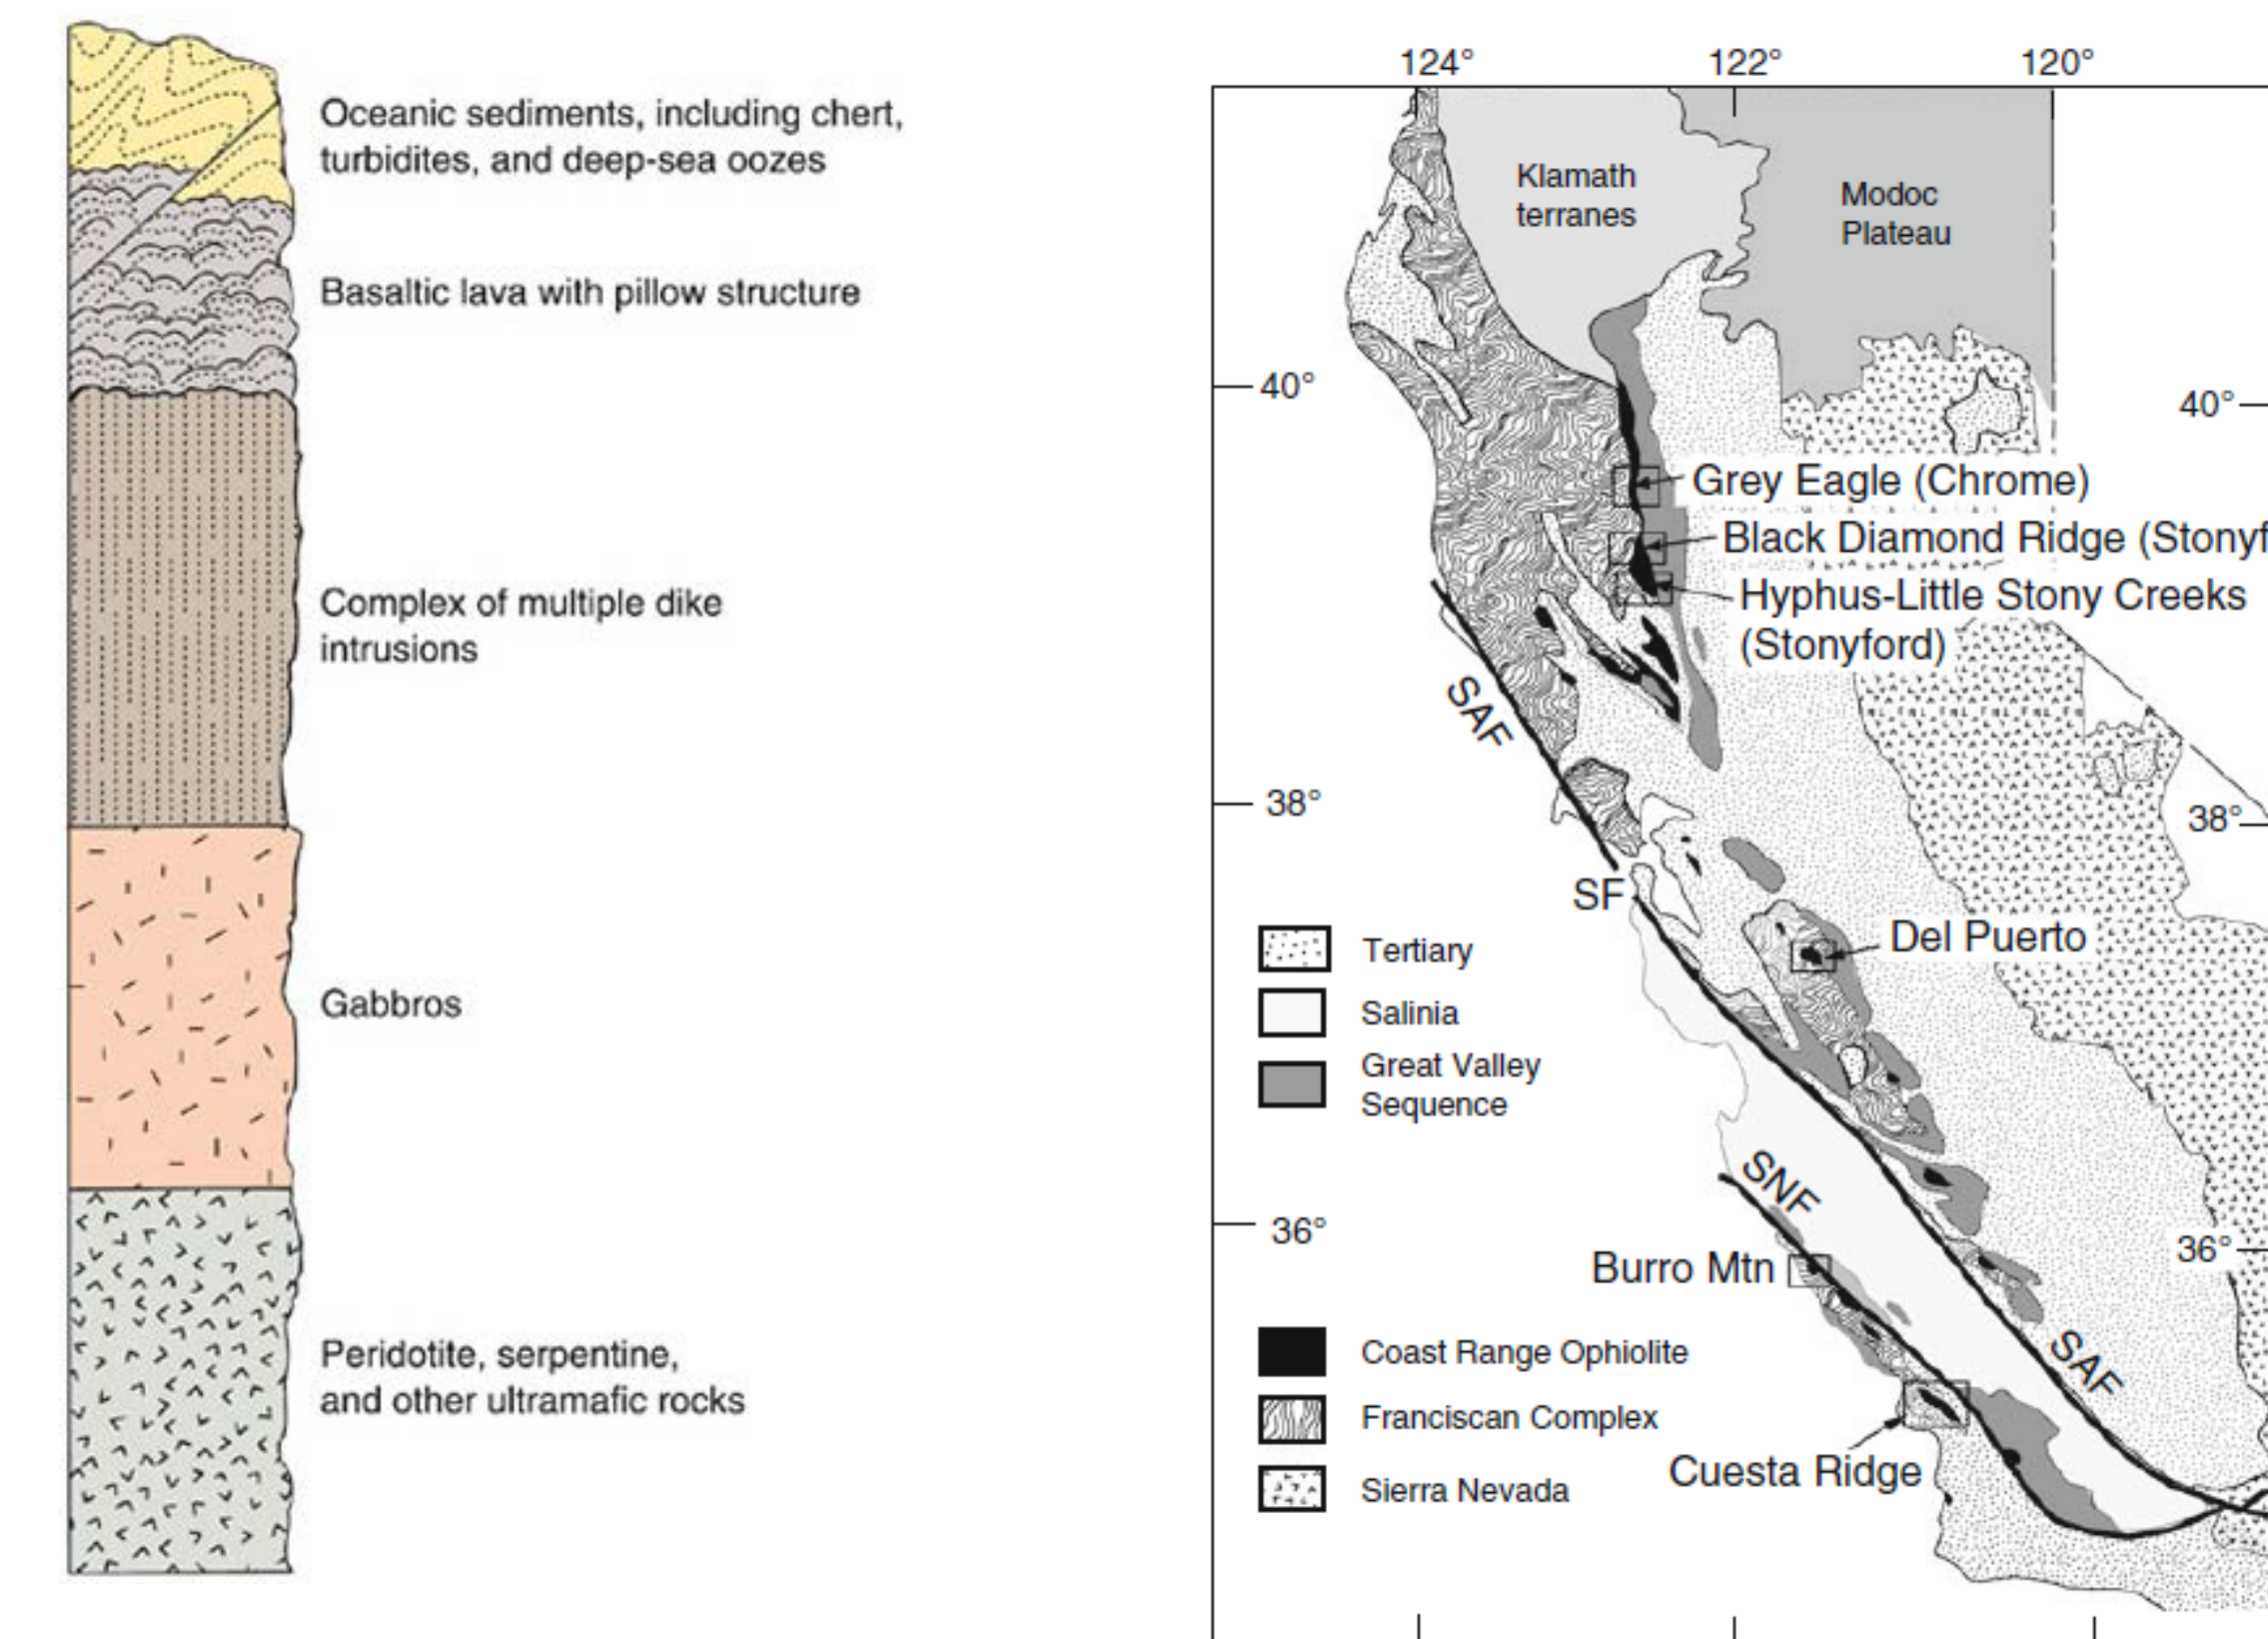 Oceanic sediments, including chert,
turbidites, and deep-sea oozes
Basaltic lava with pillow structure
Complex of multiple dike
intrusions
Gabbros
Peridotite, serpentine,
and other ultramafic rocks
124°
122°
120°
Klamath
terranes
Modoc
Plateau
40°
40°
Grey Eagle (Chrome)
Black Diamond Ridge (Stonyf
Hyphus-Little Stony Creeks
(Stonyford)
SAF
38°
38°
SF
Del Puerto
Tertiary
Salinia
Great Valley
Sequence
SNF
36°
36°
Burro Mtn
SAF
Coast Range Ophiolite
Franciscan Complex
Cuesta Ridge
Sierra Nevada